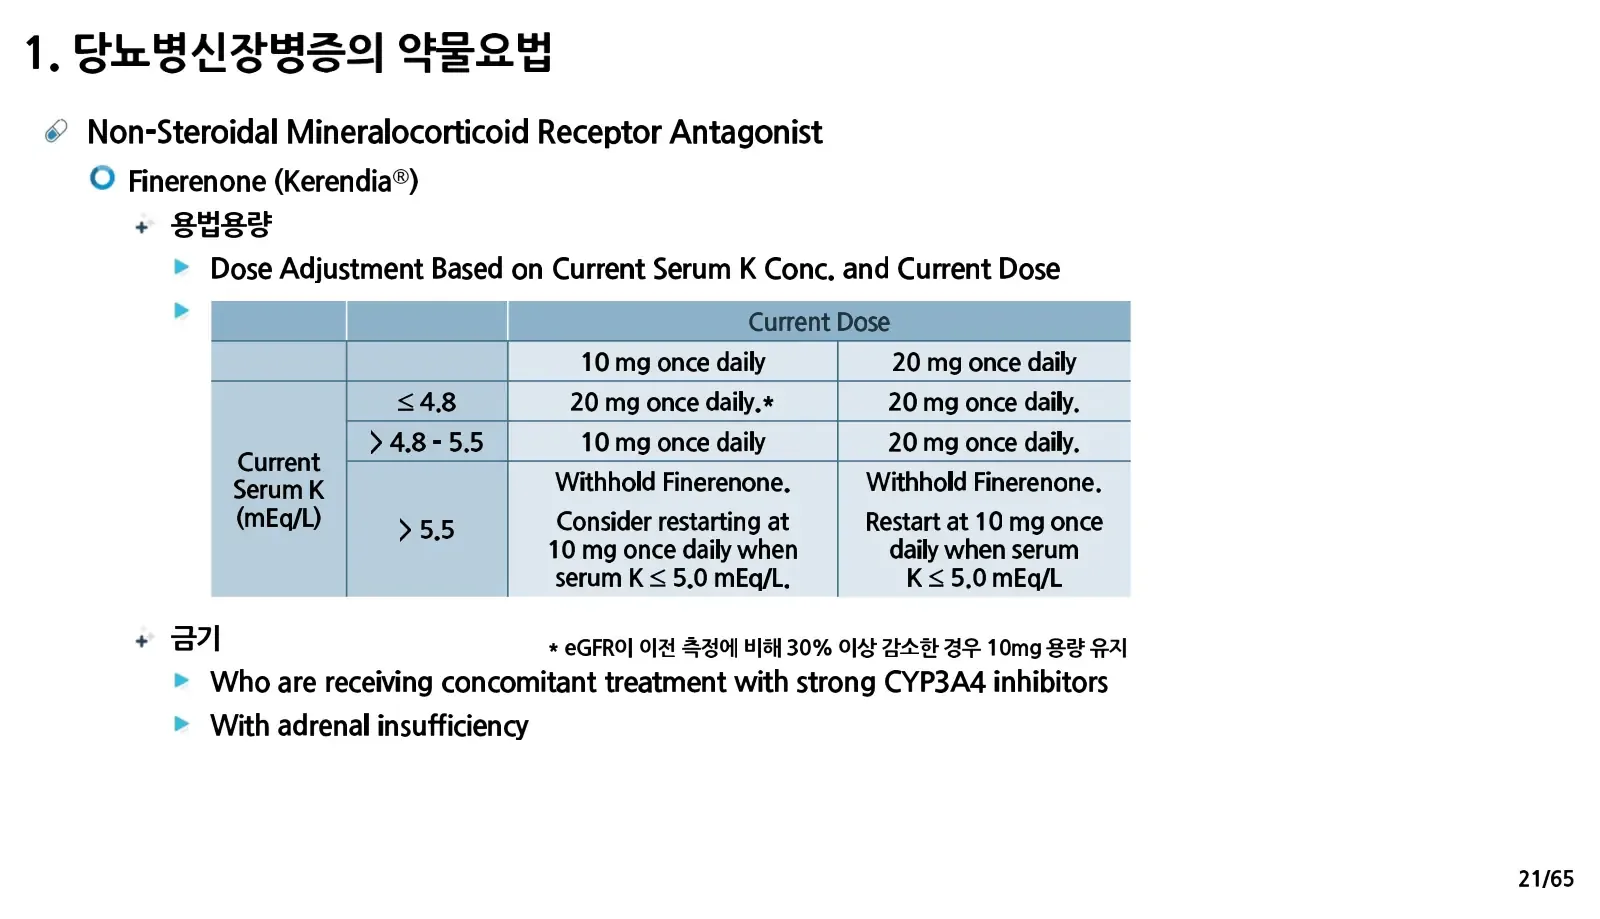 1. 당뇨병신장병증의 약물요법
Non-Steroidal Mineralocorticoid Receptor Antagonist
Finerenone (Kerendia®)
용법용량
Dose Adjustment Based on Current Serum K Conc. and Current Dose
Current Dose
10 mg once daily
20 mg once daily
Current
Serum K
(mEq/L)
≤ 4.8
20 mg once daily.*
20 mg once daily.
> 4.8 - 5.5
10 mg once daily
20 mg once daily.
> 5.5
Withhold Finerenone.
Consider restarting at
10 mg once daily when
serum K ≤ 5.0 mEq/L.
Withhold Finerenone.
Restart at 10 mg once
daily when serum
K ≤ 5.0 mEq/L
금기
* eGFR이 이전 측정에 비해 30% 이상 감소한 경우 10mg 용량 유지
Who are receiving concomitant treatment with strong CYP3A4 inhibitors
With adrenal insufficiency
21/65